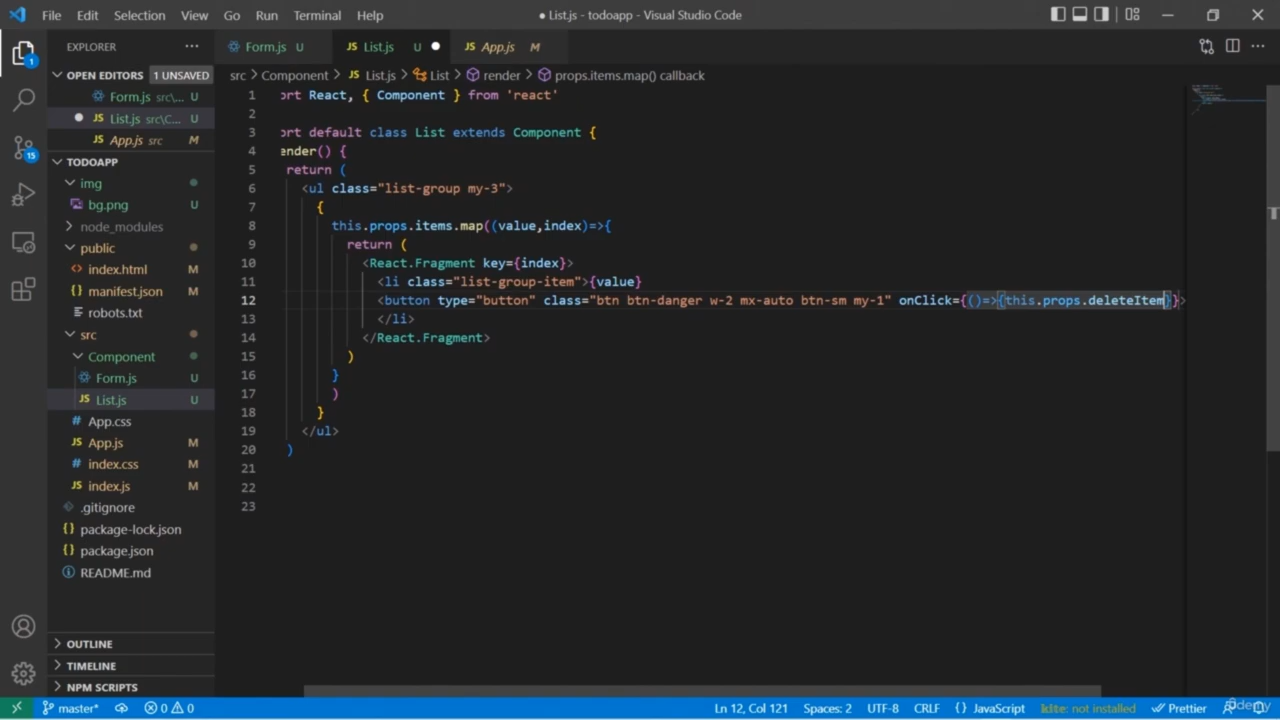 File Edit Selection View Go Run Terminal Help
● List.js - todoapp - Visual Studio Code
EXPLORER ...
Form.js U
List.js U ●
App.js M
OPEN EDITORS 1 UNSAVED
Form.js src\... U
● List.js src\C... U
App.js src M
TODOAPP
img
bg.png U
node_modules
public
index.html M
manifest.json M
robots.txt
src
Component
Form.js U
List.js U
App.css
App.js M
index.css M
index.js M
.gitignore
package-lock.json
package.json
README.md
OUTLINE
TIMELINE
NPM SCRIPTS
1
15
src > Component > JS List.js > List > render > props.items.map() callback
1 ort React, { Component } from 'react'
2
3 ort default class List extends Component {
4 ender() {
5 return (
6 <ul class="list-group my-3">
7 {
8 this.props.items.map((value,index)=>{
9 return (
10 <React.Fragment key={index}>
11 <li class="list-group-item">{value}
12 <button type="button" class="btn btn-danger w-2 mx-auto btn-sm my-1" onClick={()=>{this.props.deleteItem}}>
13 </li>
14 </React.Fragment>
15 )
16 }
17 )
18 }
19 </ul>
20 )
21
22
23
master* 0 0 Ln 12, Col 121 Spaces: 2 UTF-8 CRLF {} JavaScript kite: not installed Prettier
Udemy